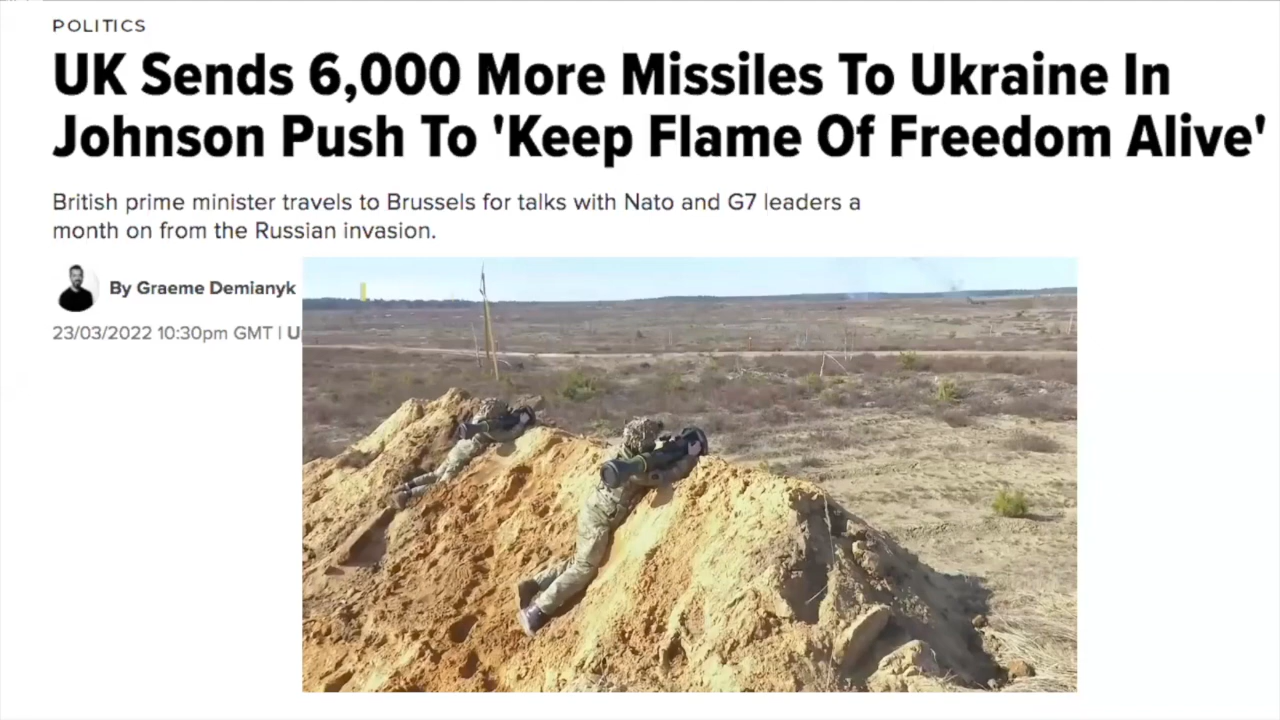 POLITICS
UK Sends 6,000 More Missiles To Ukraine In
Johnson Push To 'Keep Flame Of Freedom Alive'
British prime minister travels to Brussels for talks with Nato and G7 leaders a
month on from the Russian invasion.
By Graeme Demianyk
23/03/2022 10:30pm GMT | U